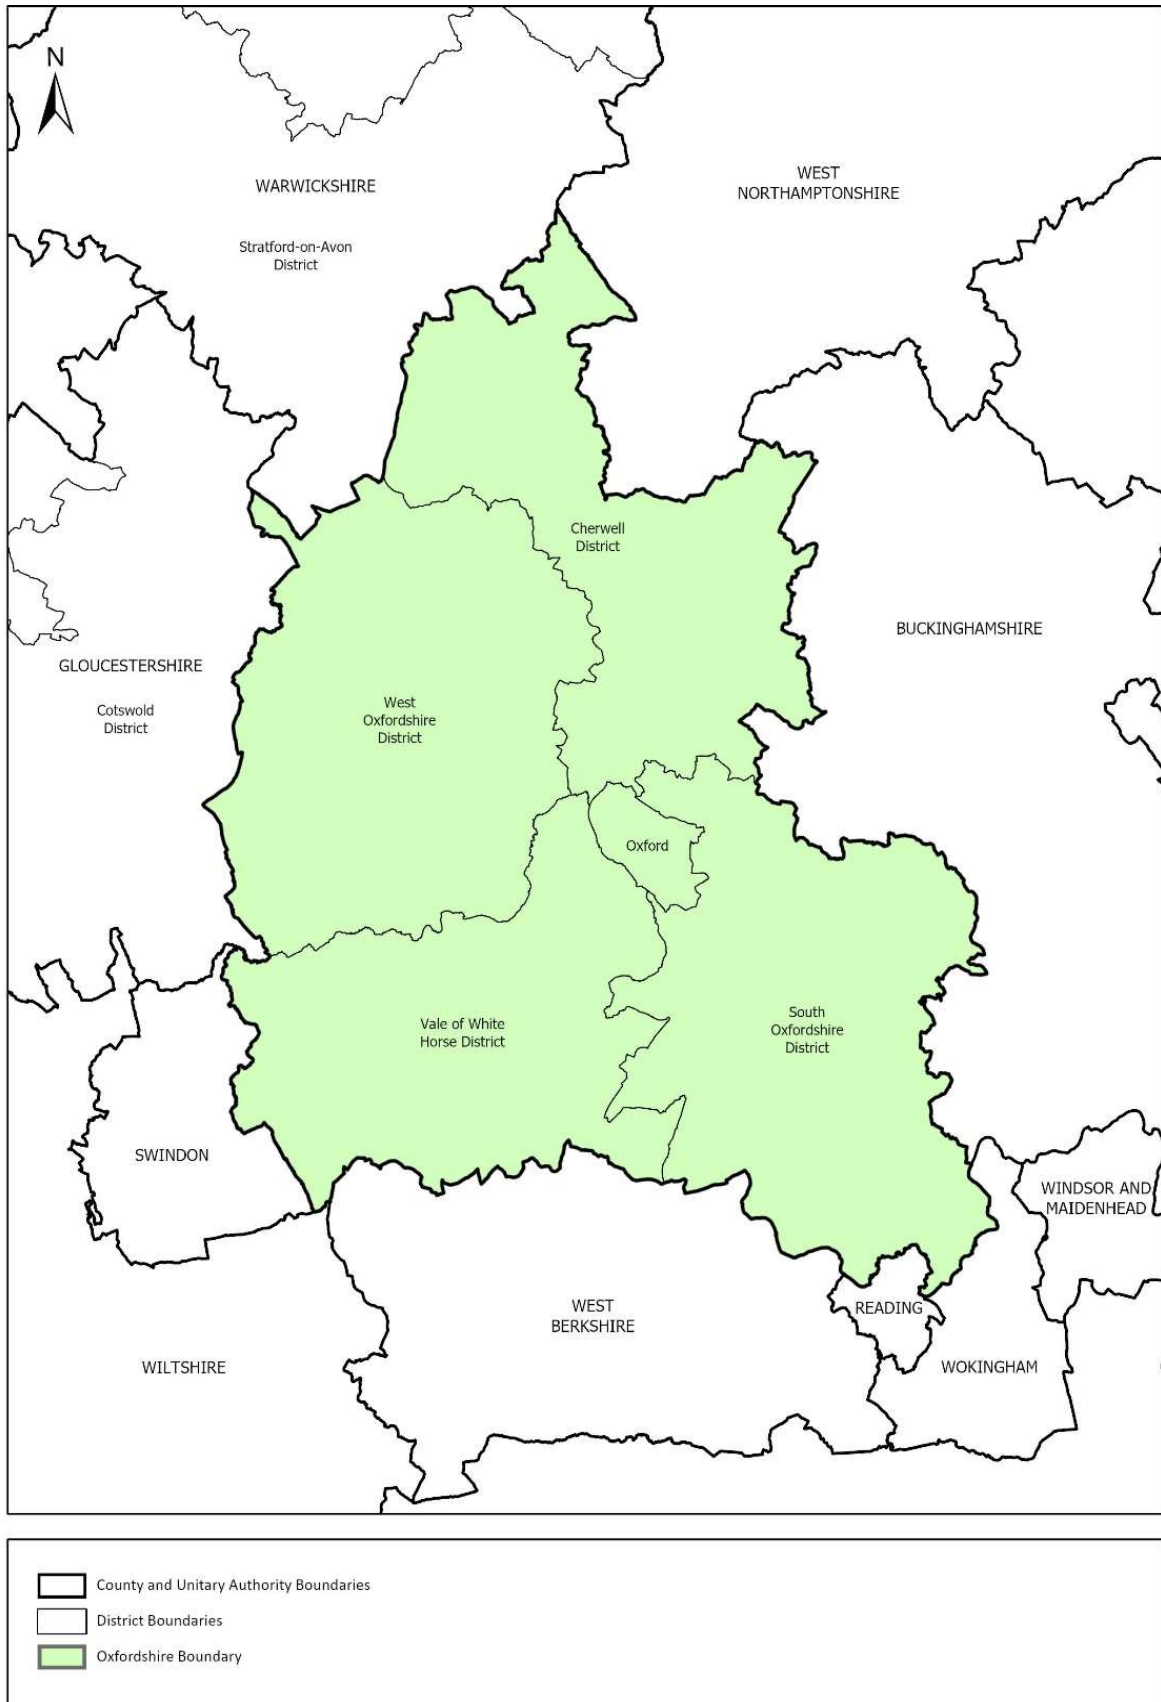 N
WARWICKSHIRE
WEST
NORTHAMPTONSHIRE
Stratford-on-Avon
District
Cherwell
District
BUCKINGHAMSHIRE
GLOUCESTERSHIRE
Cotswold
District
West
Oxfordshire
District
Oxford
Vale of White
Horse District
South
Oxfordshire
District
SWINDON
WINDSOR AND
MAIDENHEAD
WEST
BERKSHIRE
READING
WILTSHIRE
WOKINGHAM
County and Unitary Authority Boundaries
District Boundaries
Oxfordshire Boundary